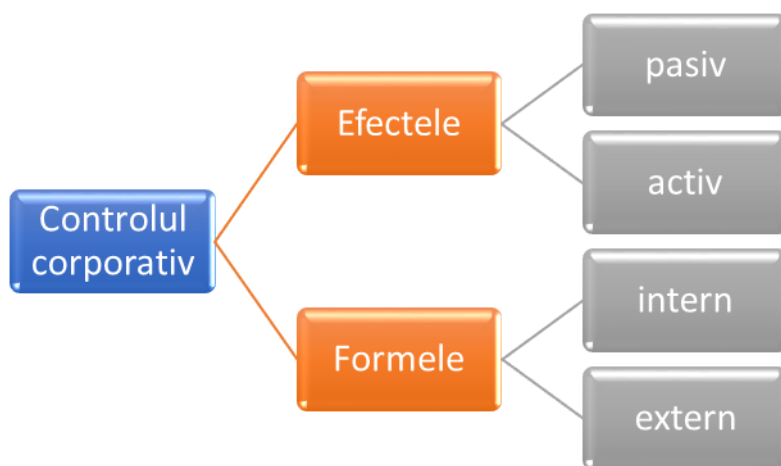 Controlul
corporativ
Efectele
pasiv
activ
Formele
intern
extern